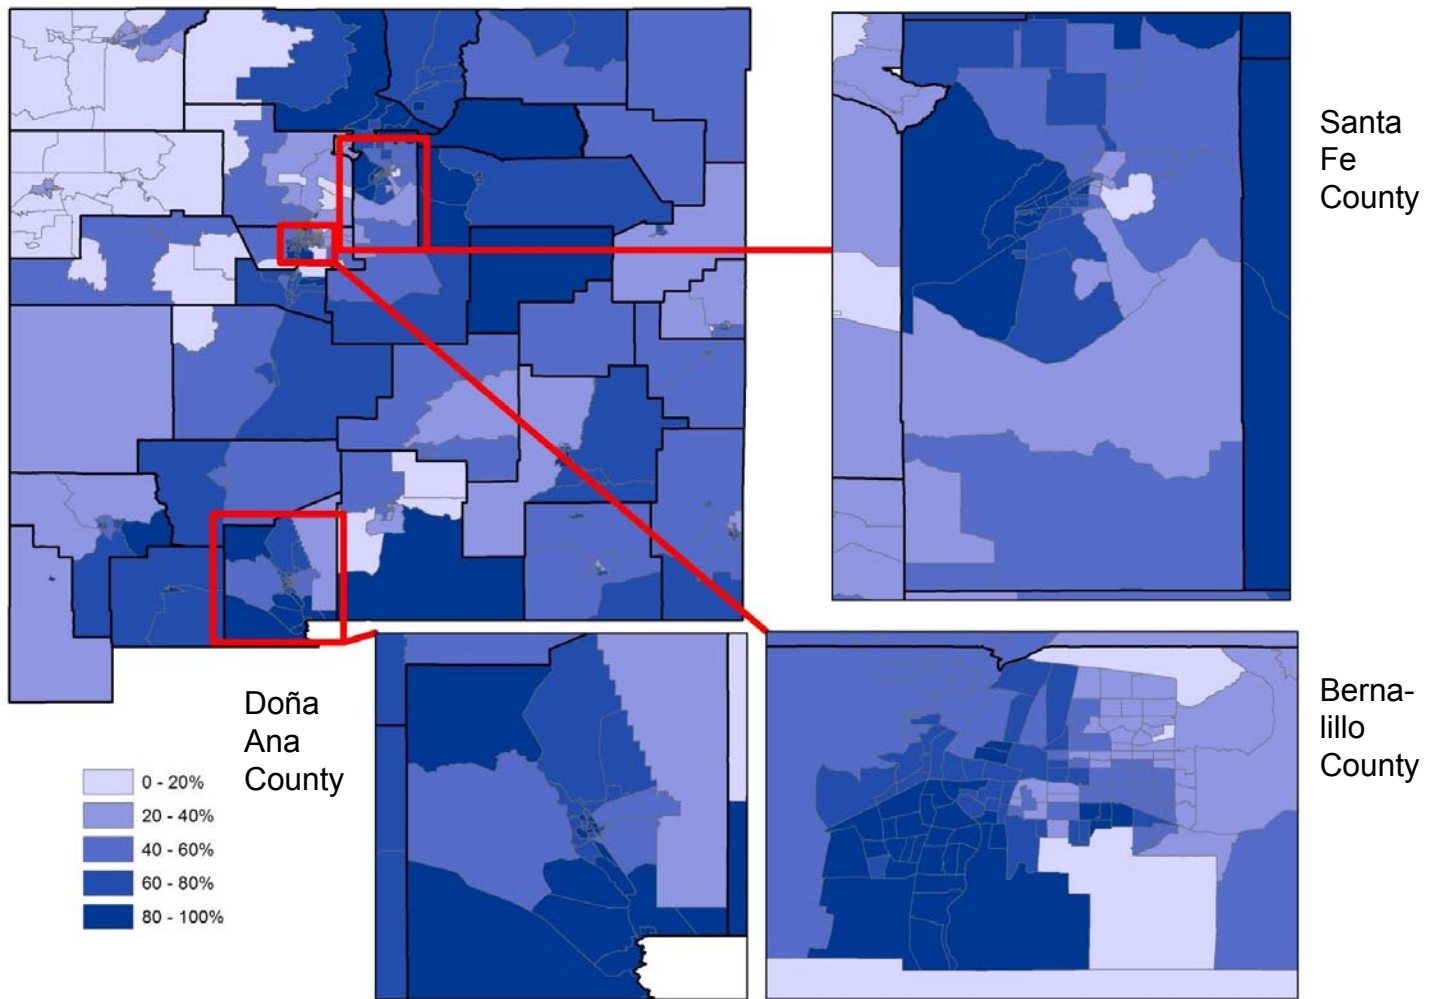 Santa
Fe
County
Doña
Ana
County
Berna-
lillo
County
0 - 20%
20 - 40%
40 - 60%
60 - 80%
80 - 100%